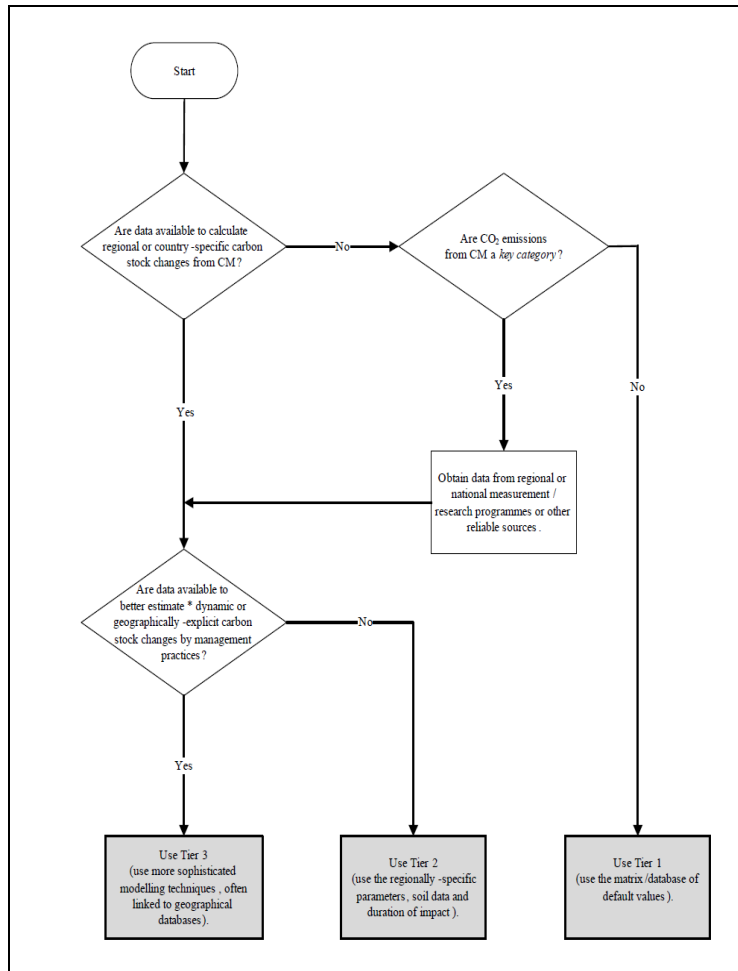 Start
Are data available to calculate
regional or country -specific carbon
stock changes from CM ?
No
Are CO₂ emissions
from CM a key category ?
Yes
No
Yes
Obtain data from regional or
national measurement /
research programmes or other
reliable sources .
Are data available to
better estimate * dynamic or
geographically -explicit carbon
stock changes by management
practices ?
No
Yes
Use Tier 3
(use more sophisticated
modelling techniques , often
linked to geographical
databases ).
Use Tier 2
(use the regionally -specific
parameters , soil data and
duration of impact ).
Use Tier 1
(use the matrix /database of
default values ).